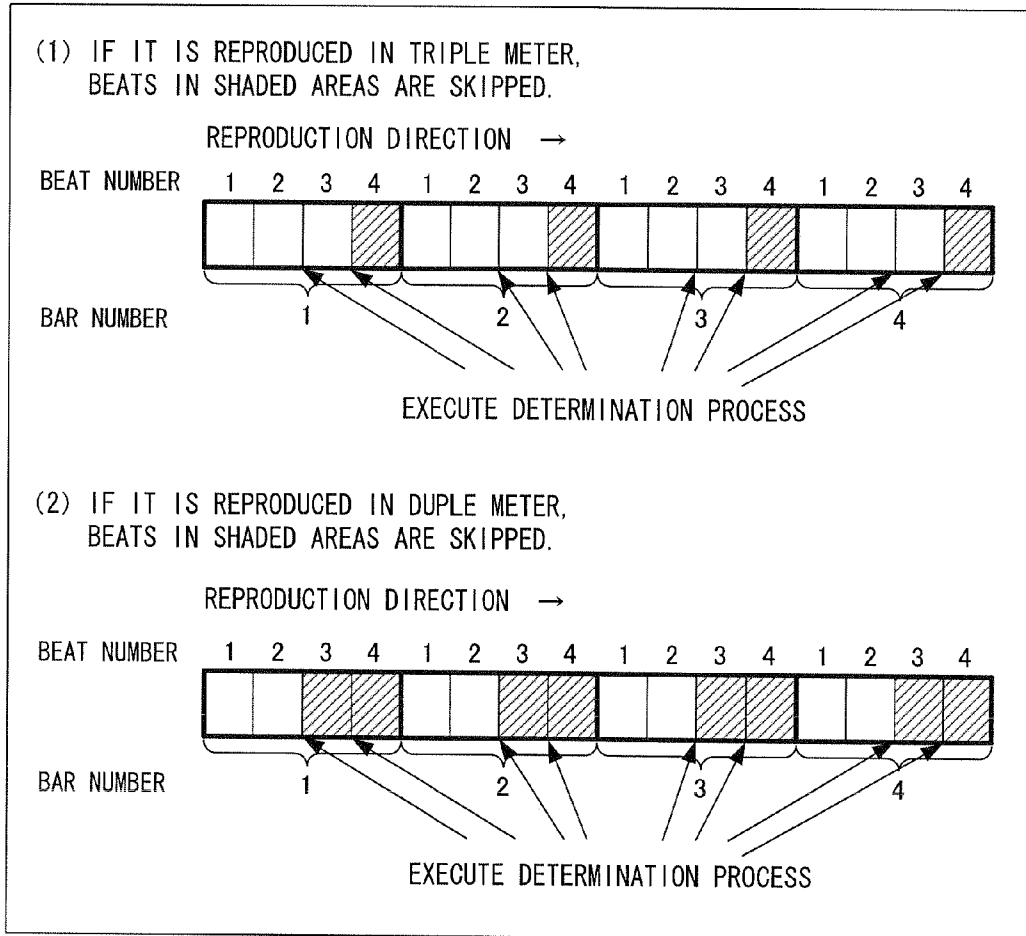 (1) IF IT IS REPRODUCED IN TRIPLE METER,
BEATS IN SHADED AREAS ARE SKIPPED.
REPRODUCTION DIRECTION →
BEAT NUMBER 1 2 3 4 1 2 3 4 1 2 3 4 1 2 3 4
BAR NUMBER 1 2 3 4
EXECUTE DETERMINATION PROCESS
(2) IF IT IS REPRODUCED IN DUPLE METER,
BEATS IN SHADED AREAS ARE SKIPPED.
REPRODUCTION DIRECTION →
BEAT NUMBER 1 2 3 4 1 2 3 4 1 2 3 4 1 2 3 4
BAR NUMBER 1 2 3 4
EXECUTE DETERMINATION PROCESS